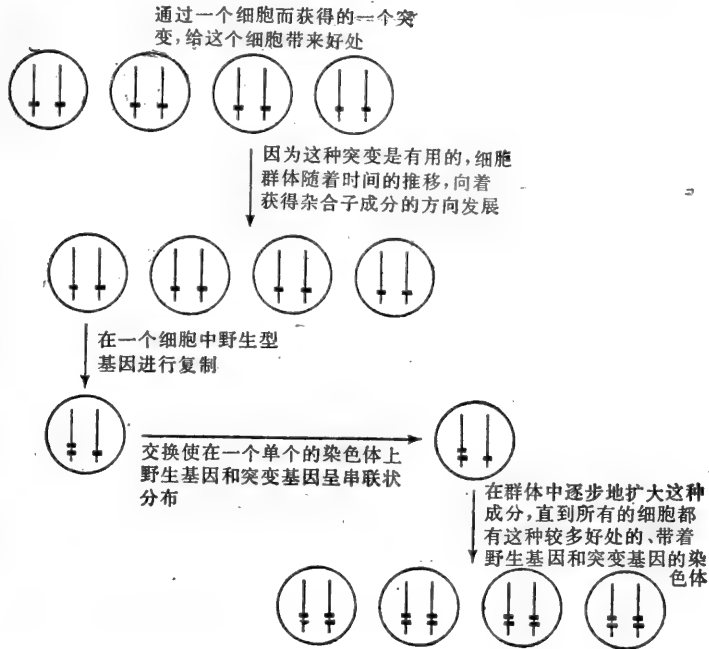 通过一个细胞而获得的一个突
变,给这个细胞带来好处
因为这种突变是有用的,细胞
群体随着时间的推移,向着
获得杂合子成分的方向发展
在一个细胞中野生型
基因进行复制
交换使在一个单个的染色体上
野生基因和突变基因呈串联状
分布
在群体中逐步地扩大这种
成分,直到所有的细胞都
有这种较多好处的、带着
野生基因和突变基因的染
色体